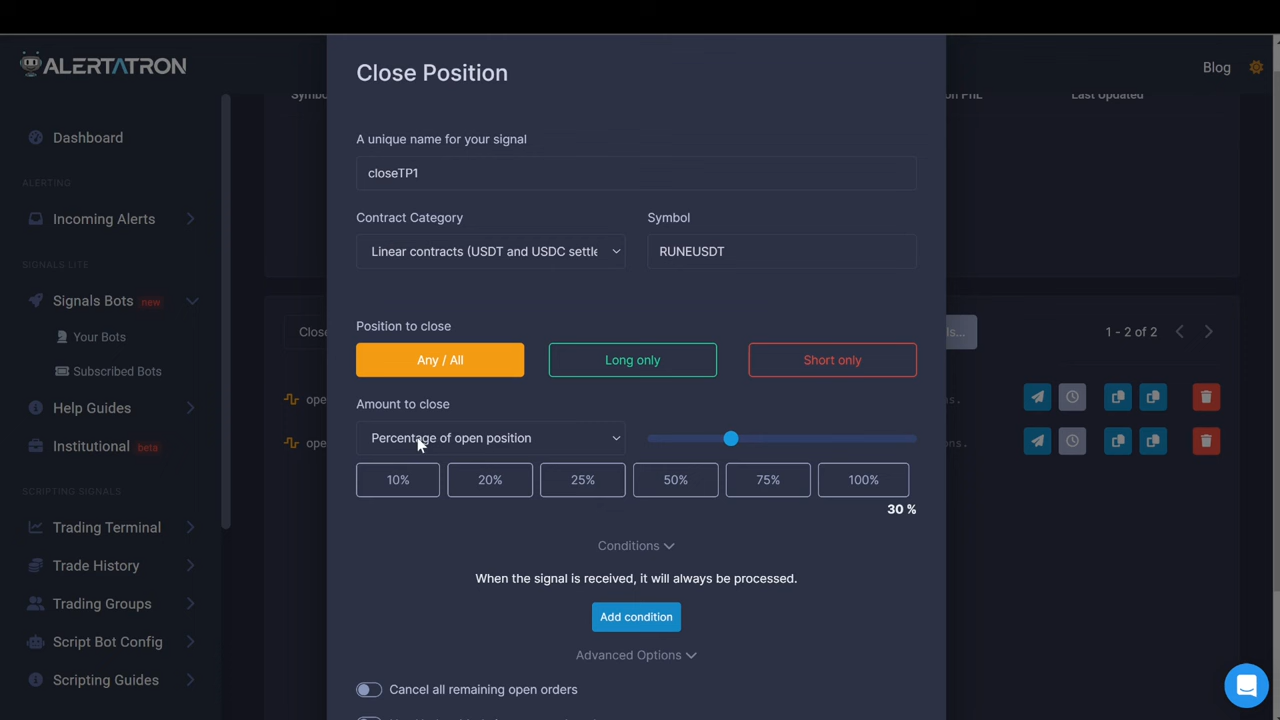 ALERTATRON
Blog
Close Position
Last Updated
Dashboard
A unique name for your signal
closeTP1
ALERTING
Incoming Alerts
Contract Category
Symbol
Linear contracts (USDT and USDC settle
RUNEUSDT
SIGNALS LITE
Signals Bots new
Your Bots
Subscribed Bots
Position to close
Any / All
Long only
Short only
1 - 2 of 2
Help Guides
Institutional beta
Amount to close
Percentage of open position
10%
20%
25%
50%
75%
100%
30 %
SCRIPTING SIGNALS
Trading Terminal
Trade History
Trading Groups
Script Bot Config
Scripting Guides
Conditions
When the signal is received, it will always be processed.
Add condition
Advanced Options
Cancel all remaining open orders